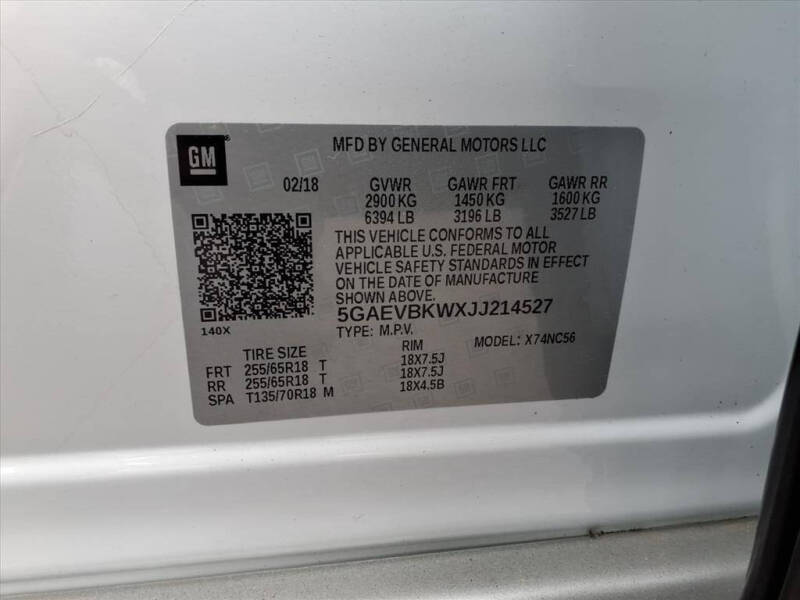 GM
MFD BY GENERAL MOTORS LLC
02/18 GVWR GAWR FRT GAWR RR
2900 KG 1450 KG 1600 KG
6394 LB 3196 LB 3527 LB
THIS VEHICLE CONFORMS TO ALL
APPLICABLE U.S. FEDERAL MOTOR
VEHICLE SAFETY STANDARDS IN EFFECT
ON THE DATE OF MANUFACTURE
SHOWN ABOVE.
5GAEVBKWXJJ214527
140X
TYPE: M.P.V. MODEL: X74NC56
TIRE SIZE RIM
FRT 255/65R18 T 18X7.5J
RR 255/65R18 T 18X7.5J
SPA T135/70R18 M 18X4.5B